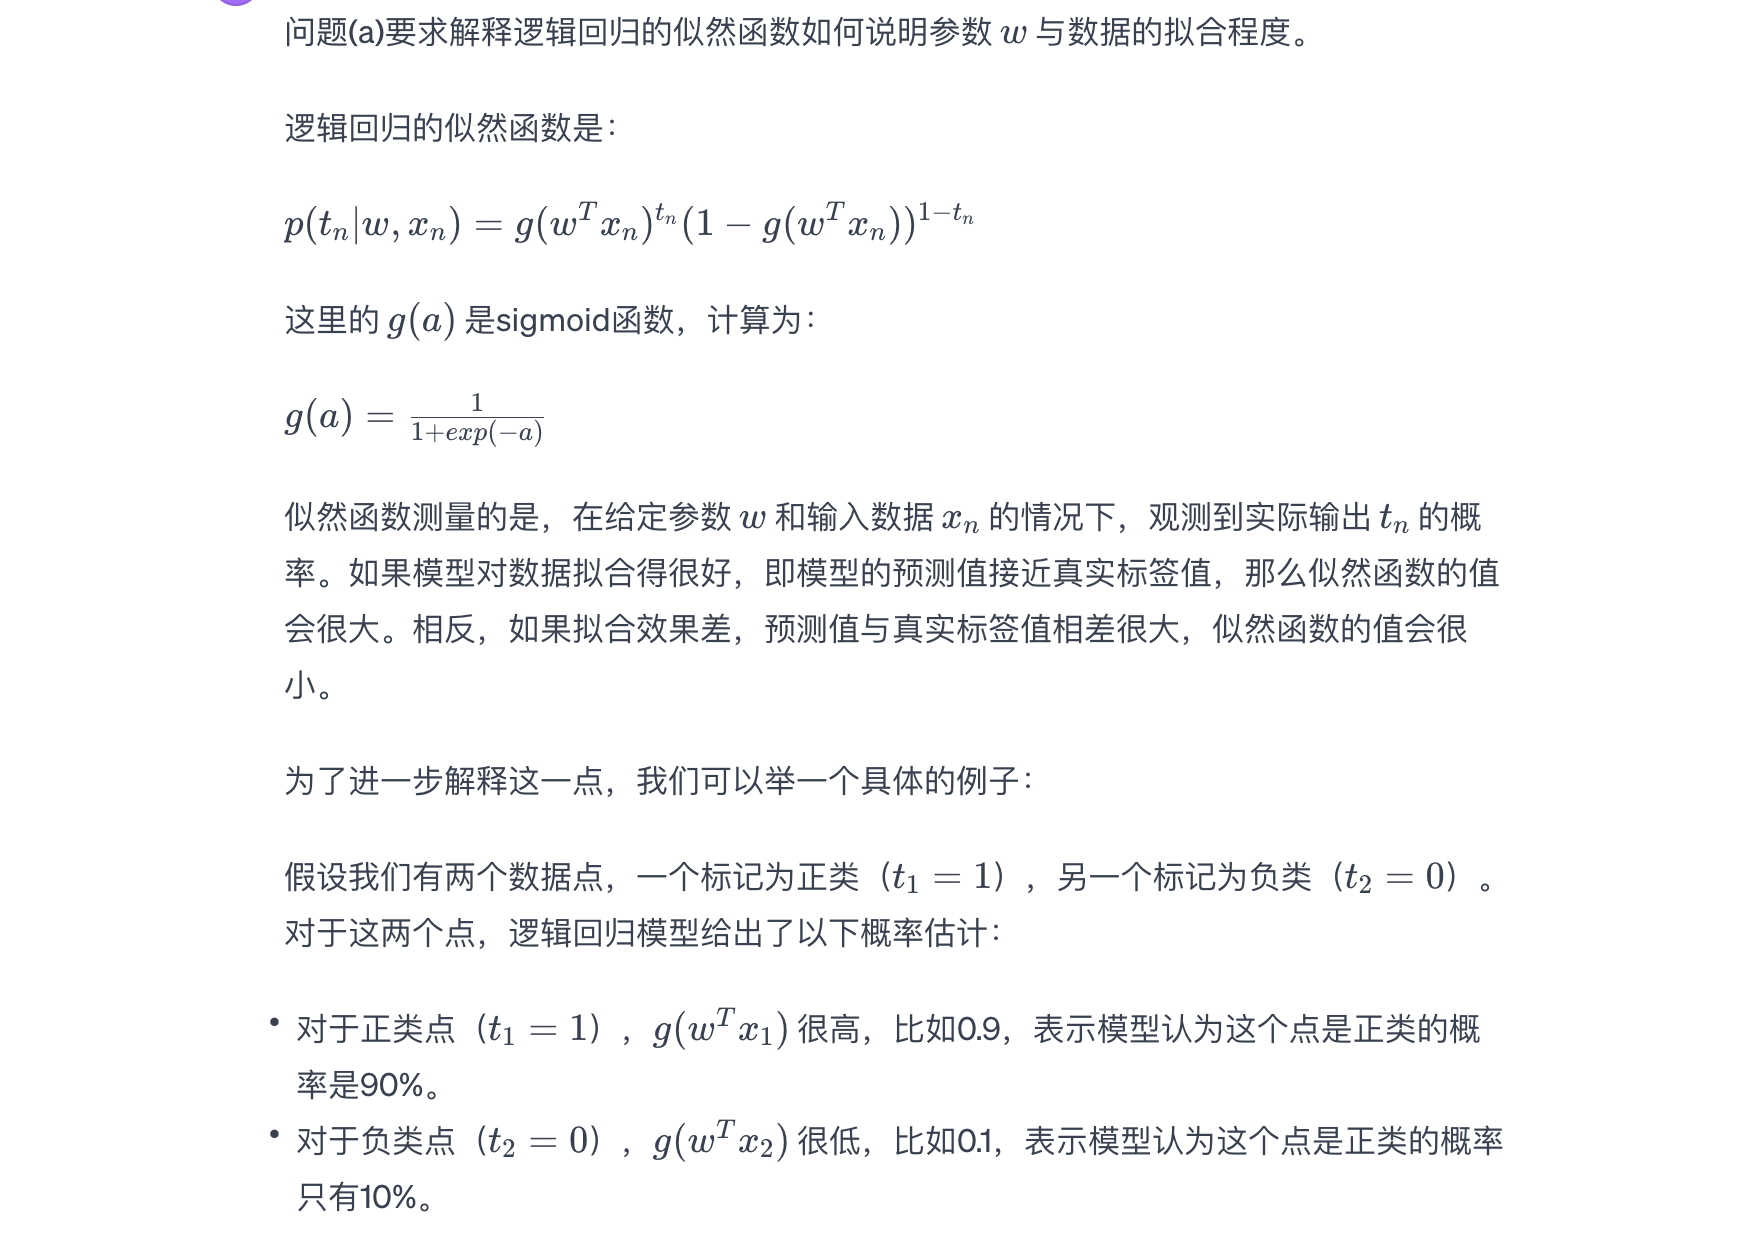 问题(a)要求解释逻辑回归的似然函数如何说明参数 w 与数据的拟合程度。
逻辑回归的似然函数是：
p(t_n|w, x_n) = g(w^T x_n)^{t_n}(1 − g(w^T x_n))^{1−t_n}
这里的 g(a) 是sigmoid函数，计算为：
g(a) = \frac{1}{1+exp(−a)}
似然函数测量的是，在给定参数 w 和输入数据 x_n 的情况下，观测到实际输出 t_n 的概
率。如果模型对数据拟合得很好，即模型的预测值接近真实标签值，那么似然函数的值
会很大。相反，如果拟合效果差，预测值与真实标签值相差很大，似然函数的值会很
小。
为了进一步解释这一点，我们可以举一个具体的例子：
假设我们有两个数据点，一个标记为正类（t_1 = 1），另一个标记为负类（t_2 = 0）。
对于这两个点，逻辑回归模型给出了以下概率估计：
• 对于正类点（t_1 = 1），g(w^T x_1) 很高，比如0.9，表示模型认为这个点是正类的概
率是90%。
• 对于负类点（t_2 = 0），g(w^T x_2) 很低，比如0.1，表示模型认为这个点是正类的概率
只有10%。